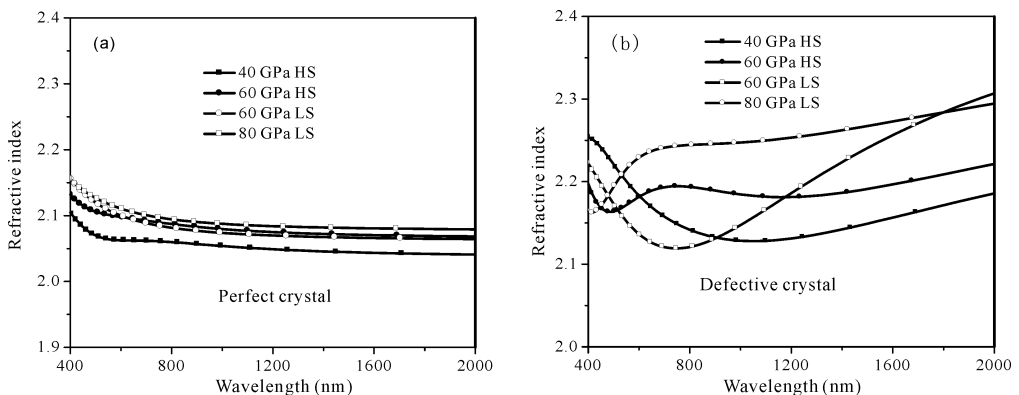 (a)
40 GPa HS
60 GPa HS
60 GPa LS
80 GPa LS
Perfect crystal
2.4
2.3
2.2
2.1
2.0
1.9
Refractive index
400 800 1200 1600 2000
Wavelength (nm)
(b)
40 GPa HS
60 GPa HS
60 GPa LS
80 GPa LS
Defective crystal
2.4
2.3
2.2
2.1
2.0
Refractive index
400 800 1200 1600 2000
Wavelength (nm)